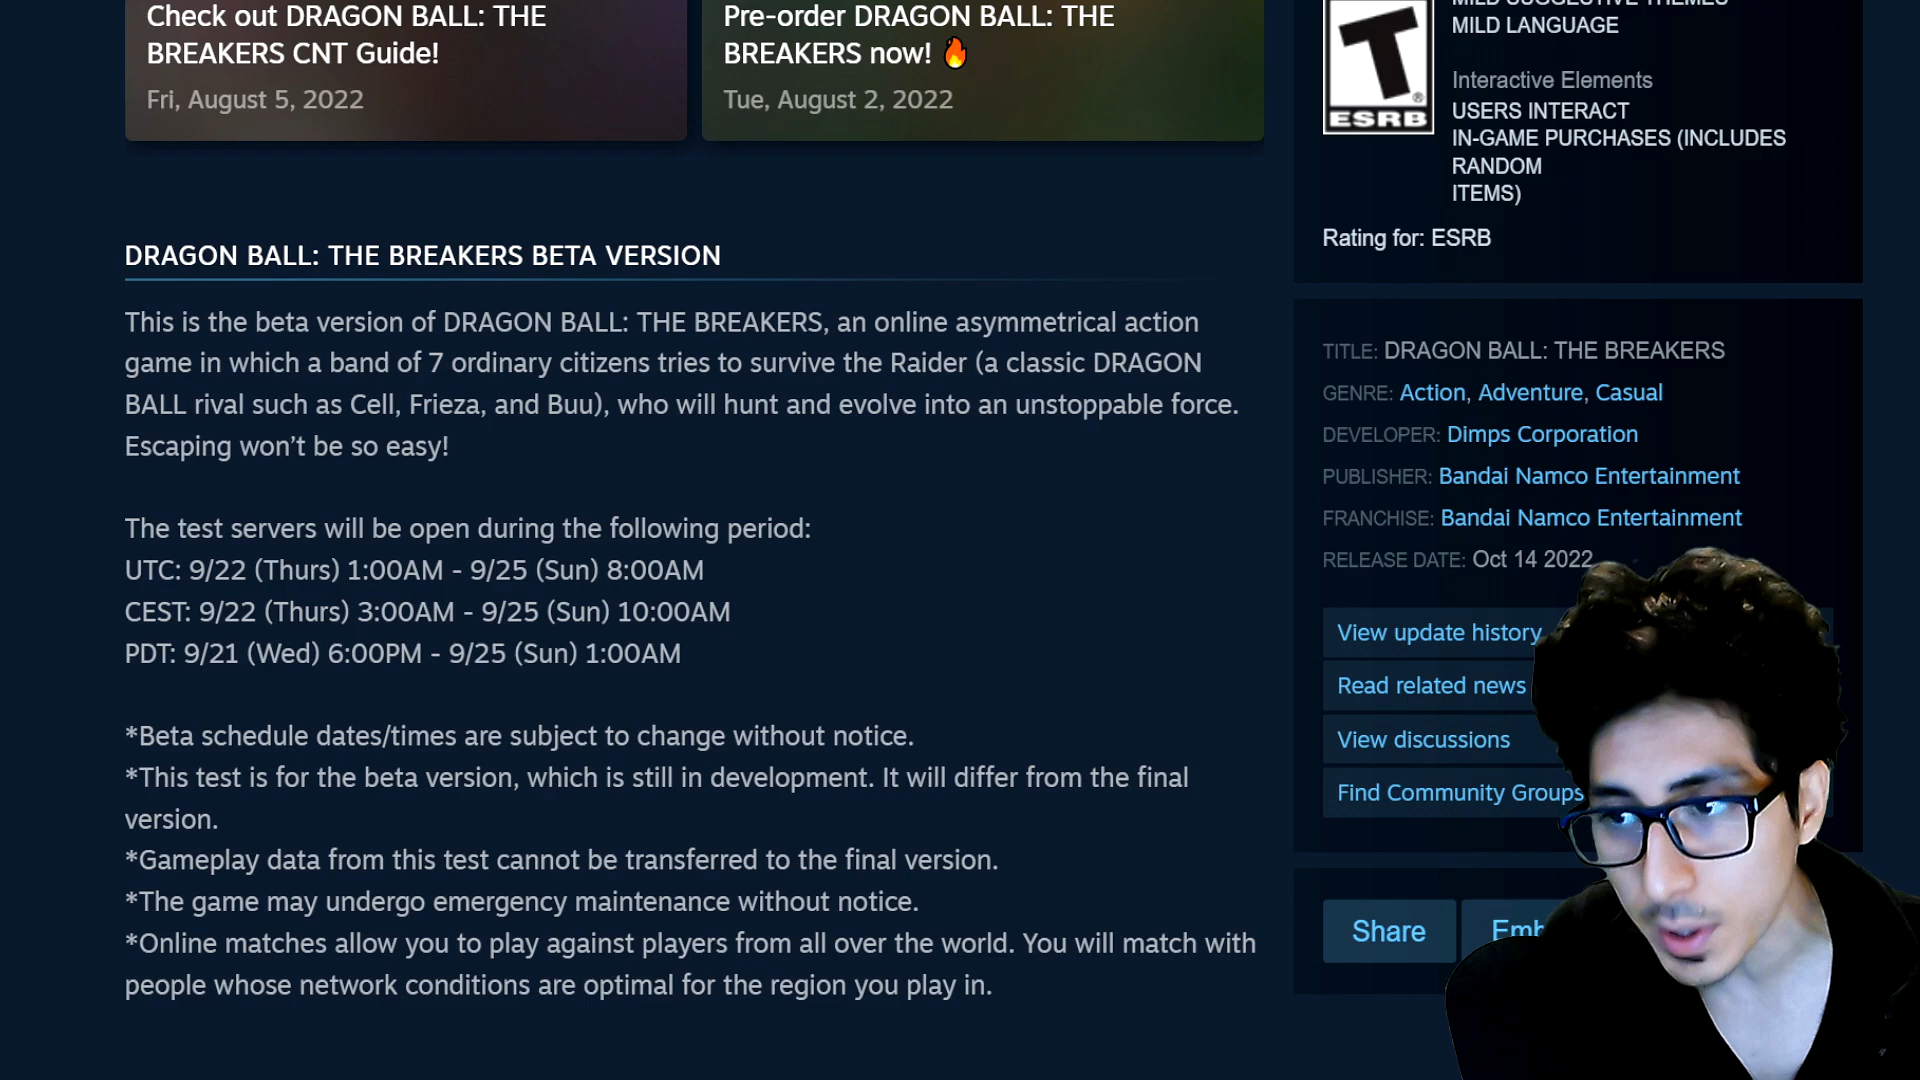 Check out DRAGON BALL: THE
BREAKERS CNT Guide!
Fri, August 5, 2022
Pre-order DRAGON BALL: THE
BREAKERS now! 🔥
Tue, August 2, 2022
DRAGON BALL: THE BREAKERS BETA VERSION
This is the beta version of DRAGON BALL: THE BREAKERS, an online asymmetrical action
game in which a band of 7 ordinary citizens tries to survive the Raider (a classic DRAGON
BALL rival such as Cell, Frieza, and Buu), who will hunt and evolve into an unstoppable force.
Escaping won’t be so easy!
The test servers will be open during the following period:
UTC: 9/22 (Thurs) 1:00AM - 9/25 (Sun) 8:00AM
CEST: 9/22 (Thurs) 3:00AM - 9/25 (Sun) 10:00AM
PDT: 9/21 (Wed) 6:00PM - 9/25 (Sun) 1:00AM
*Beta schedule dates/times are subject to change without notice.
*This test is for the beta version, which is still in development. It will differ from the final
version.
*Gameplay data from this test cannot be transferred to the final version.
*The game may undergo emergency maintenance without notice.
*Online matches allow you to play against players from all over the world. You will match with
people whose network conditions are optimal for the region you play in.
T
®
ESRB
MILD SUGGESTIVE THEMES
MILD LANGUAGE
Interactive Elements
USERS INTERACT
IN-GAME PURCHASES (INCLUDES
RANDOM
ITEMS)
Rating for: ESRB
TITLE: DRAGON BALL: THE BREAKERS
GENRE: Action, Adventure, Casual
DEVELOPER: Dimps Corporation
PUBLISHER: Bandai Namco Entertainment
FRANCHISE: Bandai Namco Entertainment
RELEASE DATE: Oct 14 2022
View update history
Read related news
View discussions
Find Community Groups
Share